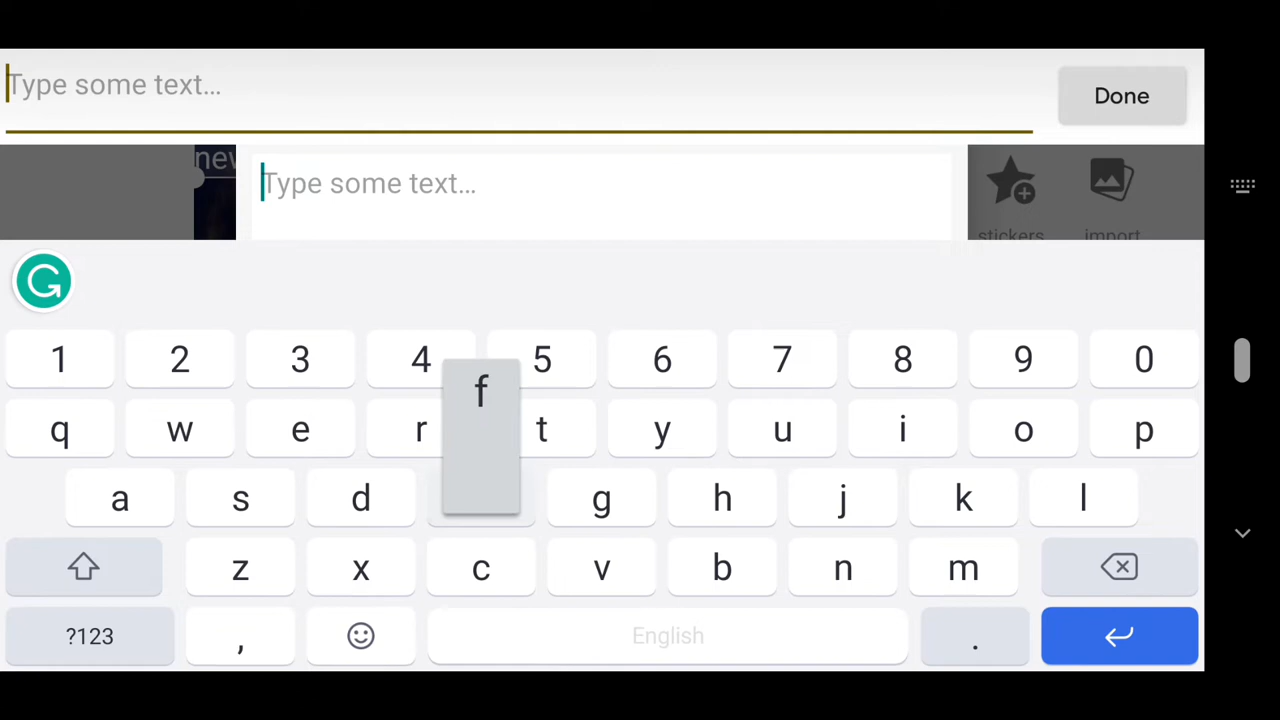 Type some text...
Done
new
Type some text...
stickers
import
1 2 3 4 5 6 7 8 9 0
q w e r t y u i o p
a s d f g h j k l
z x c v b n m
?123 , English .